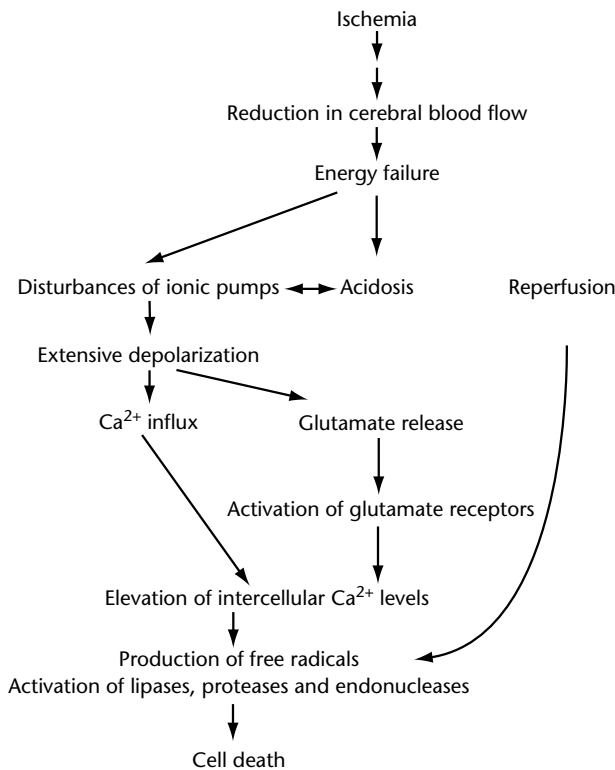 Ischemia
Reduction in cerebral blood flow
Energy failure
Disturbances of ionic pumps
Acidosis
Reperfusion
Extensive depolarization
Ca²⁺ influx
Glutamate release
Activation of glutamate receptors
Elevation of intercellular Ca²⁺ levels
Production of free radicals
Activation of lipases, proteases and endonucleases
Cell death